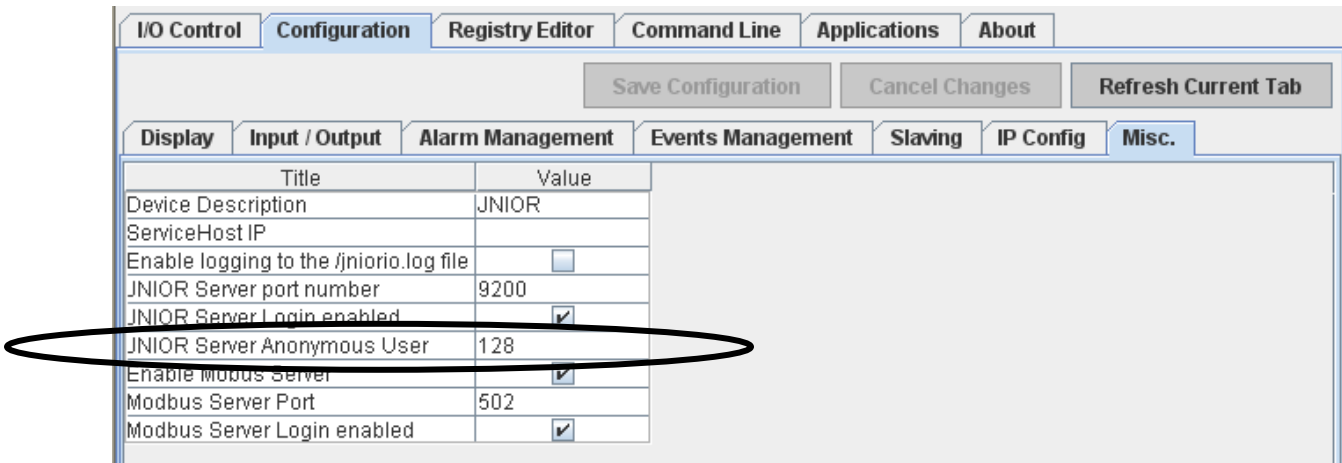 I/O Control Configuration Registry Editor Command Line Applications About
Save Configuration Cancel Changes Refresh Current Tab
Display Input / Output Alarm Management Events Management Slaving IP Config Misc.
Title Value
Device Description JNIOR
ServiceHost IP
Enable logging to the /jniorio.log file
JNIOR Server port number 9200
JNIOR Server Login enabled
JNIOR Server Anonymous User 128
Enable Mobus Server
Modbus Server Port 502
Modbus Server Login enabled